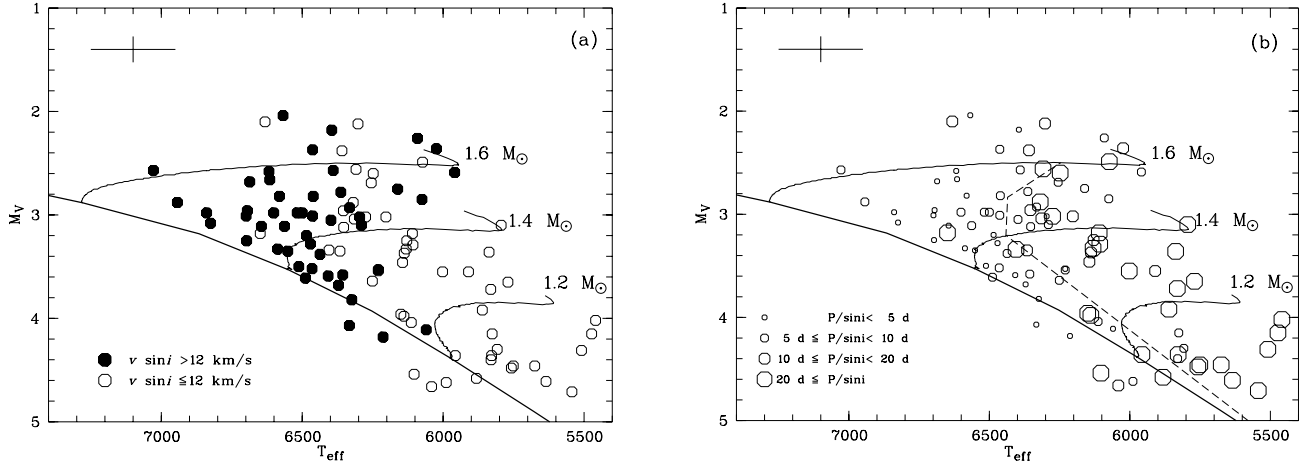 1
2
3
4
5
M_V
7000
6500
6000
5500
T_eff
(a)
1.6 M⊙
1.4 M⊙
1.2 M⊙
v sini >12 km/s
v sini ≦12 km/s
1
2
3
4
5
M_V
7000
6500
6000
5500
T_eff
(b)
1.6 M⊙
1.4 M⊙
1.2 M⊙
P/sini< 5 d
5 d ≦ P/sini< 10 d
10 d ≦ P/sini< 20 d
20 d ≦ P/sini